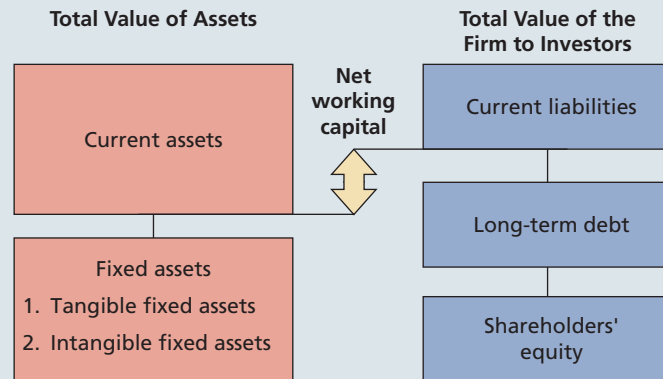 Total Value of Assets
Current assets
Fixed assets
1. Tangible fixed assets
2. Intangible fixed assets
Net
working
capital
Total Value of the
Firm to Investors
Current liabilities
Long-term debt
Shareholders'
equity